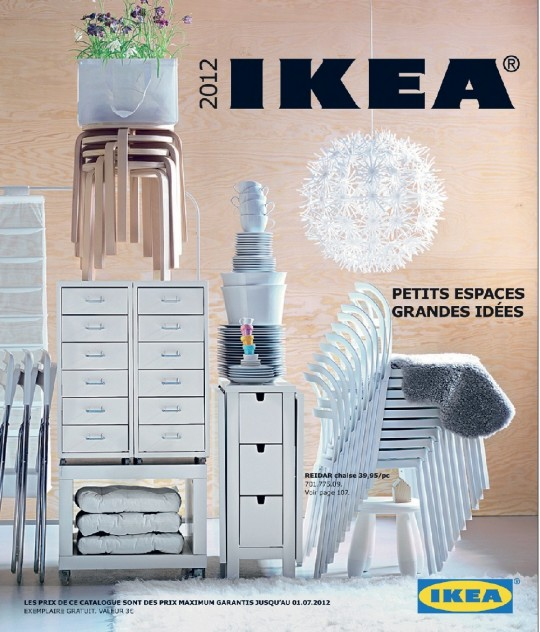 2012
IKEA®
PETITS ESPACES
GRANDES IDÉES
REIDAR chaise 39,95/pc
701.775.09.
Voir page 107.
LES PRIX DE CE CATALOGUE SONT DES PRIX MAXIMUM GARANTIS JUSQU'AU 01.07.2012
EXEMPLAIRE GRATUIT. VALEUR 3€
IKEA®